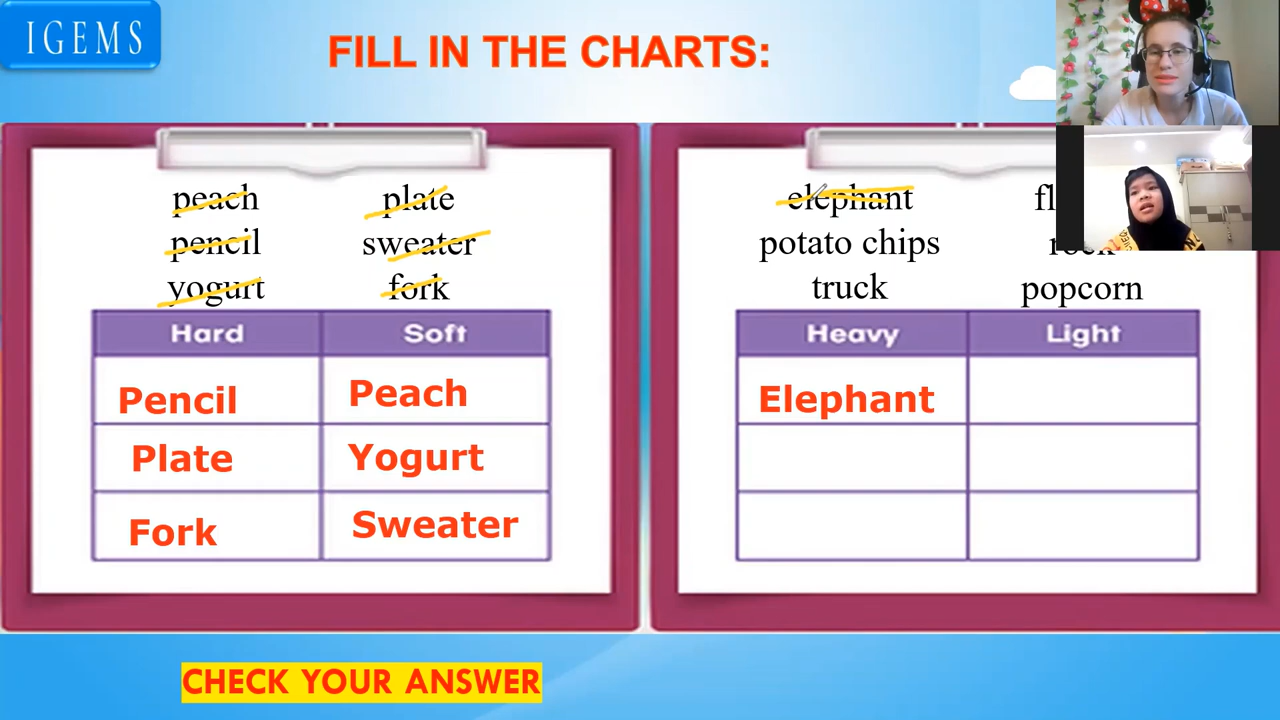 IGEMS
FILL IN THE CHARTS:
peach plate
pencil sweater
yogurt fork
Hard Soft
Pencil Peach
Plate Yogurt
Fork Sweater
elephant
potato chips rock
truck popcorn
Heavy Light
Elephant
CHECK YOUR ANSWER